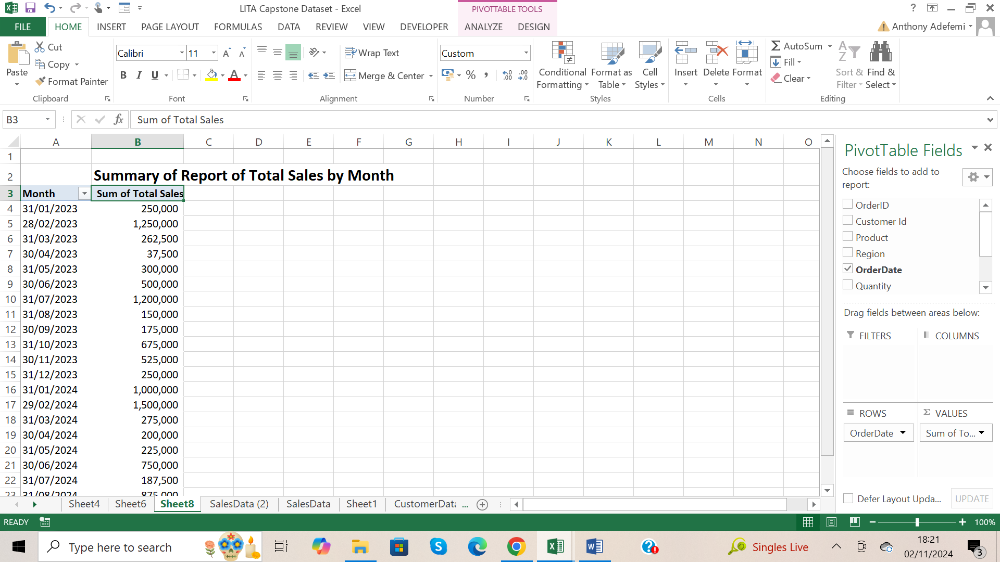 LITA Capstone Dataset - Excel
PIVOTTABLE TOOLS
?
FILE HOME INSERT PAGE LAYOUT FORMULAS DATA REVIEW VIEW DEVELOPER ANALYZE DESIGN
Anthony Adefemi
Paste
Cut
Copy
Format Painter
Clipboard
Calibri 11
B I U
Font
Wrap Text
Merge & Center
Alignment
Custom
%
Number
Conditional Formatting
Format as Table
Cell Styles
Styles
Insert
Delete
Format
Cells
AutoSum
Fill
Clear
Sort & Filter
Find & Select
Editing
B3
fx
Sum of Total Sales
A B C D E F G H I J K L M N O
1
2 Summary of Report of Total Sales by Month
3 Month Sum of Total Sales
4 31/01/2023 250,000
5 28/02/2023 1,250,000
6 31/03/2023 262,500
7 30/04/2023 37,500
8 31/05/2023 300,000
9 30/06/2023 500,000
10 31/07/2023 1,200,000
11 31/08/2023 150,000
12 30/09/2023 175,000
13 31/10/2023 675,000
14 30/11/2023 525,000
15 31/12/2023 250,000
16 31/01/2024 1,000,000
17 29/02/2024 1,500,000
18 31/03/2024 275,000
19 30/04/2024 200,000
20 31/05/2024 225,000
21 30/06/2024 750,000
22 31/07/2024 187,500
23 31/08/2024 875,000
PivotTable Fields
Choose fields to add to
report:
OrderID
Customer Id
Product
Region
OrderDate
Quantity
Drag fields between areas below:
FILTERS
COLUMNS
ROWS
VALUES
OrderDate
Sum of To...
Defer Layout Upda...
UPDATE
Sheet4 Sheet6 Sheet8 SalesData (2) SalesData Sheet1 CustomerData ...
READY
100%
Type here to search
Singles Live
18:21
02/11/2024
3